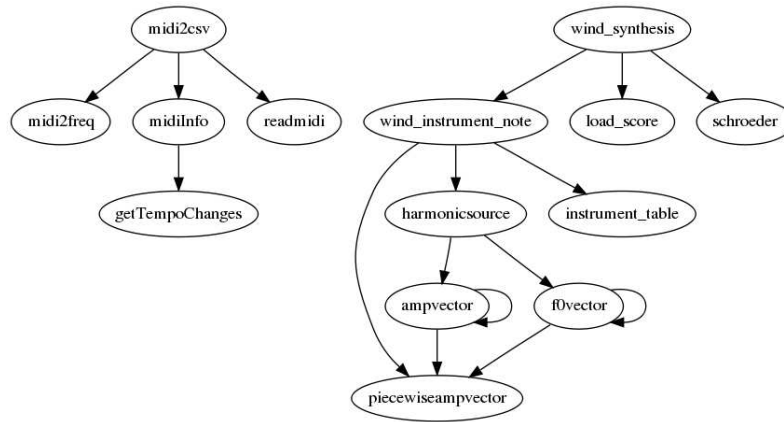 midi2csv
wind_synthesis
midi2freq
midiInfo
readmidi
wind_instrument_note
load_score
schroeder
getTempoChanges
harmonicsource
instrument_table
ampvector
f0vector
piecewiseampvector